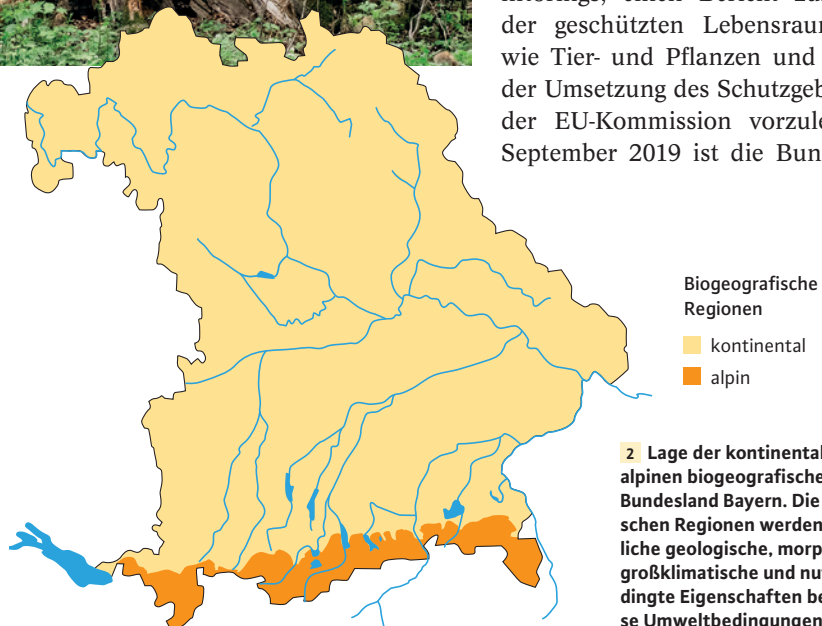 der geschützten Lebensraum
wie Tier- und Pflanzen und
der Umsetzung des Schutzgeb
der EU-Kommission vorzule
September 2019 ist die Bun
Biogeografische
Regionen
kontinental
alpin
2 Lage der kontinental
alpinen biogeografische
Bundesland Bayern. Die
schen Regionen werden
liche geologische, morp
großklimatische und nut
dingte Eigenschaften be
se Umweltbedingungen